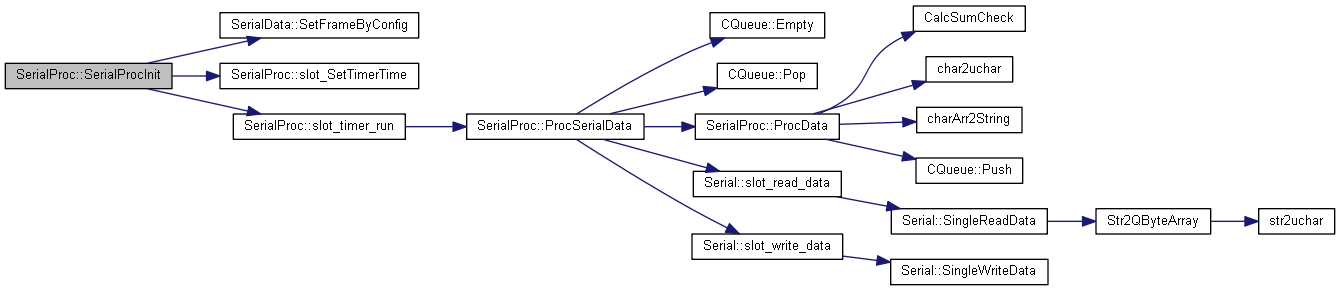 SerialProc::SerialProcInit
SerialData::SetFrameByConfig
SerialProc::slot_SetTimerTime
SerialProc::slot_timer_run
SerialProc::ProcSerialData
CQueue::Empty
CQueue::Pop
SerialProc::ProcData
Serial::slot_read_data
Serial::slot_write_data
CalcSumCheck
char2uchar
charArr2String
CQueue::Push
Serial::SingleReadData
Serial::SingleWriteData
Str2QByteArray
str2uchar